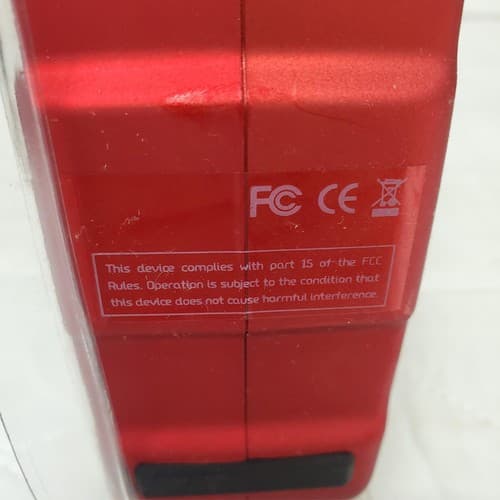 FC CE
This device complies with part 15 of the FCC
Rules. Operation is subject to the condition that
this device does not cause harmful interference.